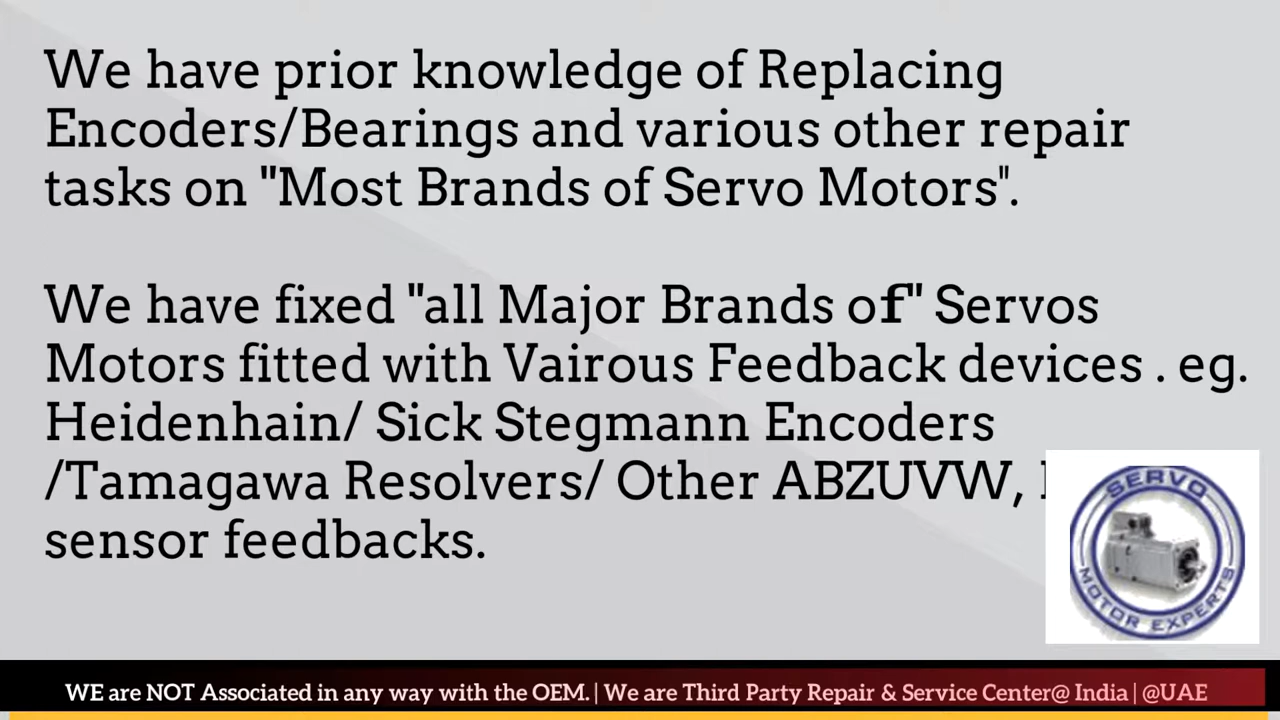 We have prior knowledge of Replacing
Encoders/Bearings and various other repair
tasks on "Most Brands of Servo Motors".
We have fixed "all Major Brands of" Servos
Motors fitted with Vairous Feedback devices . eg.
Heidenhain/ Sick Stegmann Encoders
/Tamagawa Resolvers/ Other ABZUVW,
sensor feedbacks.
SERVO
MOTOR EXPERTS
WE are NOT Associated in any way with the OEM. | We are Third Party Repair & Service Center@ India | @UAE